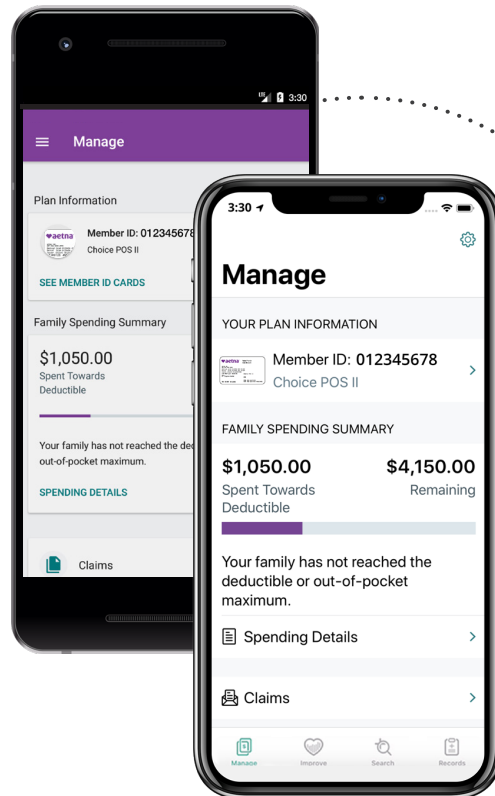 LTE 3:30
Manage
Plan Information
aetna
Member ID: 012345678
Choice POS II
SEE MEMBER ID CARDS
Family Spending Summary
$1,050.00
Spent Towards
Deductible
Your family has not reached the ded
out-of-pocket maximum.
SPENDING DETAILS
Claims
3:30
Manage
YOUR PLAN INFORMATION
aetna
Member ID: 012345678
Choice POS II
FAMILY SPENDING SUMMARY
$1,050.00 $4,150.00
Spent Towards Remaining
Deductible
Your family has not reached the
deductible or out-of-pocket
maximum.
Spending Details
Claims
Manage Improve Search Records